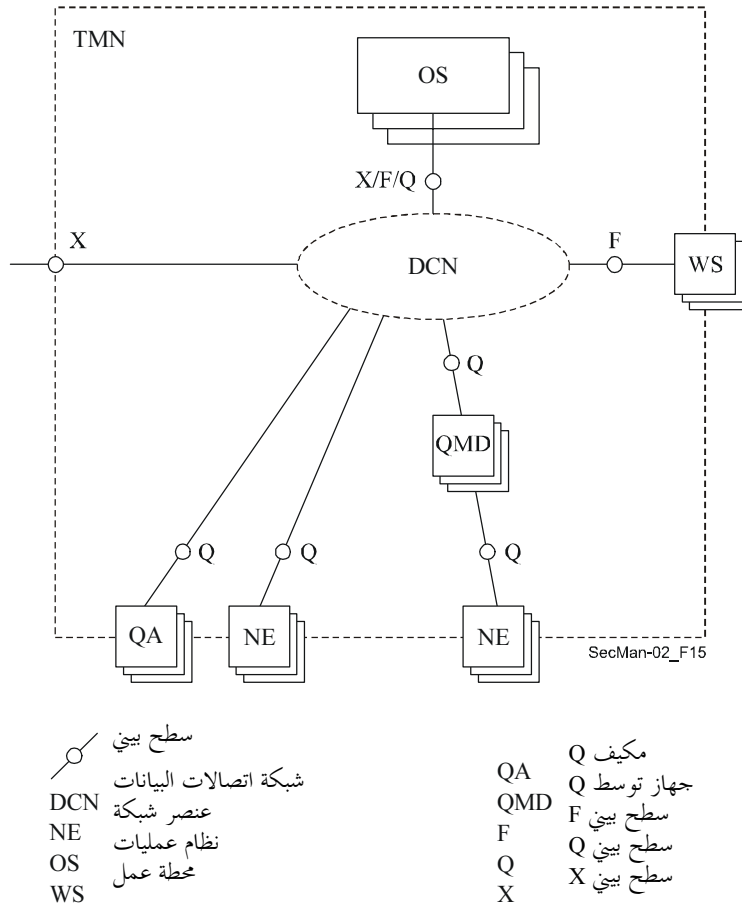 TMN
OS
X/F/Q
X
F
DCN
WS
Q
QMD
Q
Q
Q
QA
NE
NE
SecMan-02_F15
سطح بيني
DCN شبكة اتصالات البيانات
NE عنصر شبكة
OS نظام عمليات
WS محطة عمل
QA مكيف Q
QMD جهاز توسط Q
F سطح بيني F
Q سطح بيني Q
X سطح بيني X